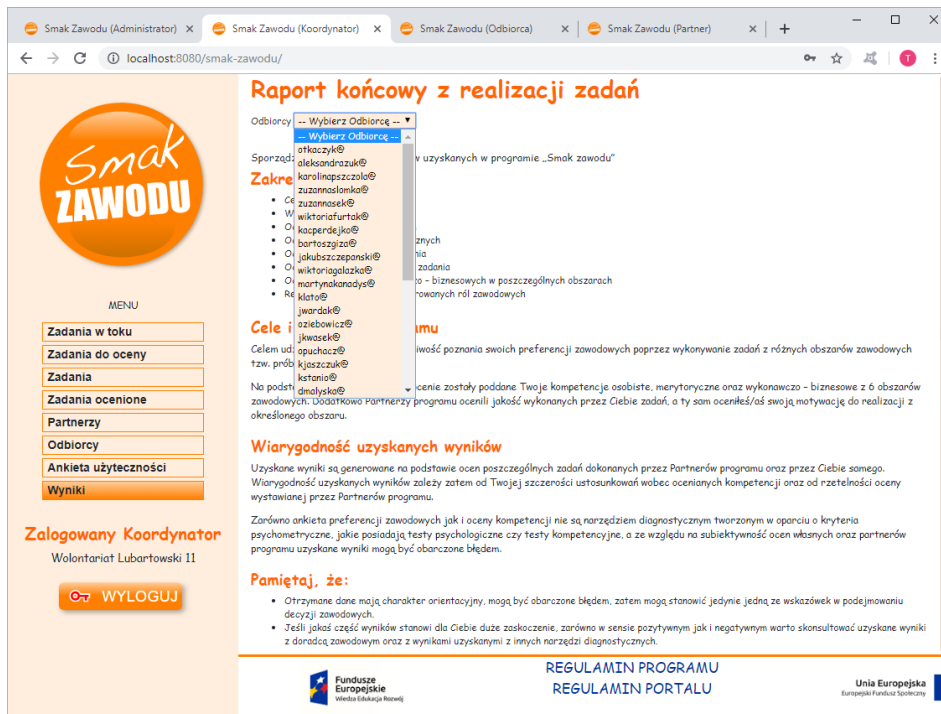 Smak Zawodu (Administrator)
Smak Zawodu (Koordynator)
Smak Zawodu (Odbiorca)
Smak Zawodu (Partner)
localhost:8080/smak-zawodu/
T
Smak
ZAWODU
MENU
Zadania w toku
Zadania do oceny
Zadania
Zadania ocenione
Partnerzy
Odbiorcy
Ankieta użyteczności
Wyniki
Zalogowany Koordynator
Wolontariat Lubartowski 11
WYLOGUJ
Raport końcowy z realizacji zadań
Odbiorcy -- Wybierz Odbiorcę --
-- Wybierz Odbiorcę --
otkaczyk@
aleksandrazuk@
karolinapszczola@
zuzannaslomka@
zuzannasek@
wiktoriafurtak@
kacperdejko@
bartoszgiza@
jakubszczepanski@
wiktoriagalazka@
martynakanadys@
klato@
jwardak@
oziebowicz@
jkwasek@
opuchacz@
kjaszczuk@
kstanio@
dmalyska@
Sporządz w uzyskanych w programie „Smak zawodu”
Zakre
Ce
W
Oc
Oc znych
Oc nia
Oc zadania
Oc o – biznesowych w poszczególnych obszarach
Re rowanych ról zawodowych
Cele i mu
Celem ud liwość poznania swoich preferencji zawodowych poprzez wykonywanie zadań z różnych obszarów zawodowych
tzw. prób
Na podst ocenie zostały poddane Twoje kompetencje osobiste, merytoryczne oraz wykonawczo – biznesowe z 6 obszarów
zawodowych. Dodatkowo Partnerzy programu ocenili jakość wykonanych przez Ciebie zadań, a ty sam oceniłeś/aś swoją motywację do realizacji z
określonego obszaru.
Wiarygodność uzyskanych wyników
Uzyskane wyniki są generowane na podstawie ocen poszczególnych zadań dokonanych przez Partnerów programu oraz przez Ciebie samego.
Wiarygodność uzyskanych wyników zależy zatem od Twojej szczerości ustosunkowań wobec ocenianych kompetencji oraz od rzetelności oceny
wystawianej przez Partnerów programu.
Zarówno ankieta preferencji zawodowych jak i oceny kompetencji nie są narzędziem diagnostycznym tworzonym w oparciu o kryteria
psychometryczne, jakie posiadają testy psychologiczne czy testy kompetencyjne, a ze względu na subiektywność ocen własnych oraz partnerów
programu uzyskane wyniki mogą być obarczone błędem.
Pamiętaj, że:
Otrzymane dane mają charakter orientacyjny, mogą być obarczone błędem, zatem mogą stanowić jedynie jedną ze wskazówek w podejmowaniu
decyzji zawodowych.
Jeśli jakaś część wyników stanowi dla Ciebie duże zaskoczenie, zarówno w sensie pozytywnym jak i negatywnym warto skonsultować uzyskane wyniki
z doradcą zawodowym oraz z wynikami uzyskanymi z innych narzędzi diagnostycznych.
Fundusze
Europejskie
Wiedza Edukacja Rozwój
REGULAMIN PROGRAMU
REGULAMIN PORTALU
Unia Europejska
Europejski Fundusz Społeczny